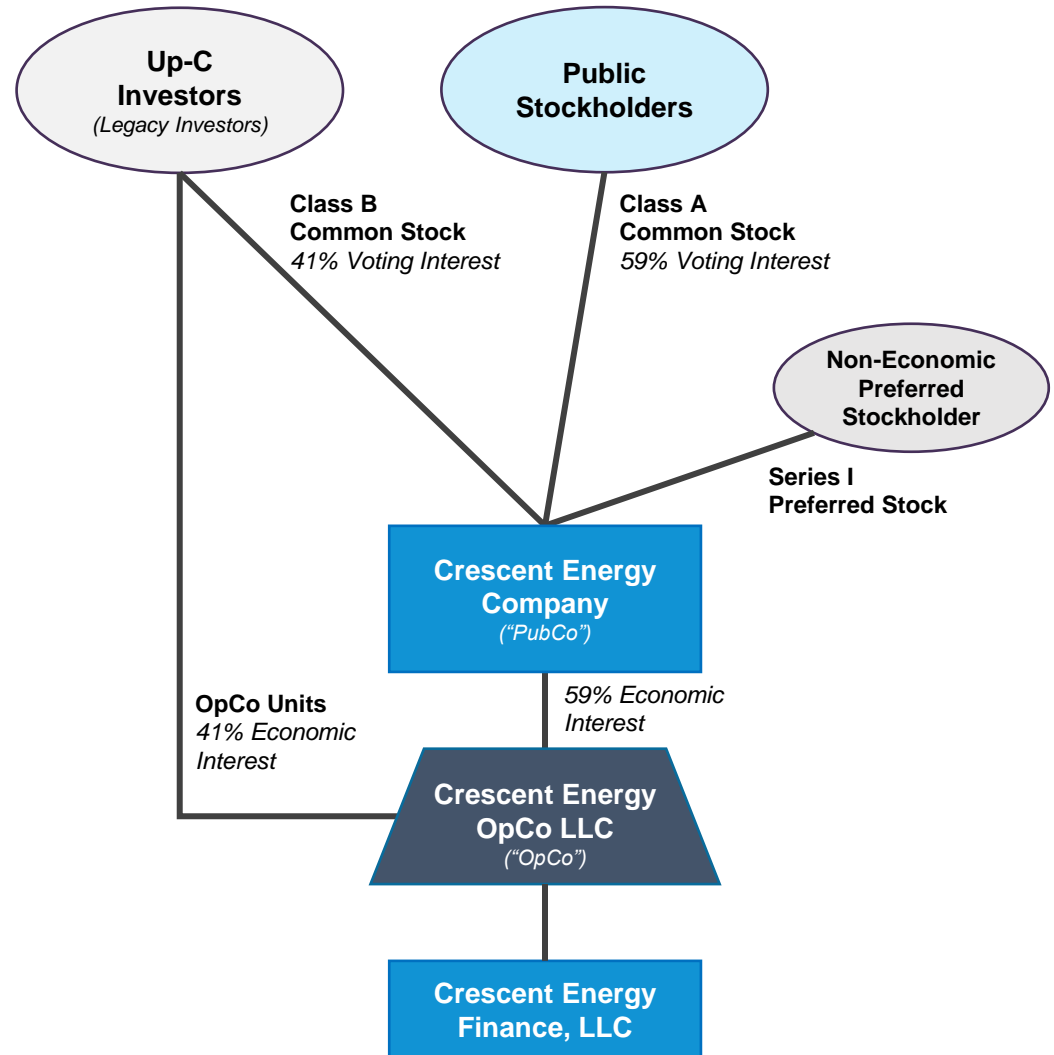 Up-C
Investors
(Legacy Investors)
Public
Stockholders
Class B
Common Stock
41% Voting Interest
Class A
Common Stock
59% Voting Interest
Non-Economic
Preferred
Stockholder
Series I
Preferred Stock
Crescent Energy
Company
(“PubCo”)
OpCo Units
41% Economic
Interest
59% Economic
Interest
Crescent Energy
OpCo LLC
(“OpCo”)
Crescent Energy
Finance, LLC